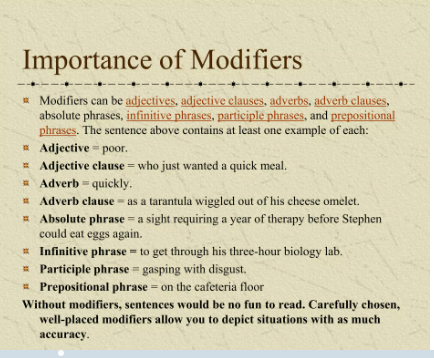 Importance of Modifiers
Modifiers can be adjectives, adjective clauses, adverbs, adverb clauses,
absolute phrases, infinitive phrases, participle phrases, and prepositional
phrases. The sentence above contains at least one example of each:
Adjective = poor.
Adjective clause = who just wanted a quick meal.
Adverb = quickly.
Adverb clause = as a tarantula wiggled out of his cheese omelet.
Absolute phrase = a sight requiring a year of therapy before Stephen
could eat eggs again.
Infinitive phrase = to get through his three-hour biology lab.
Participle phrase = gasping with disgust.
Prepositional phrase = on the cafeteria floor
Without modifiers, sentences would be no fun to read. Carefully chosen,
well-placed modifiers allow you to depict situations with as much
accuracy.